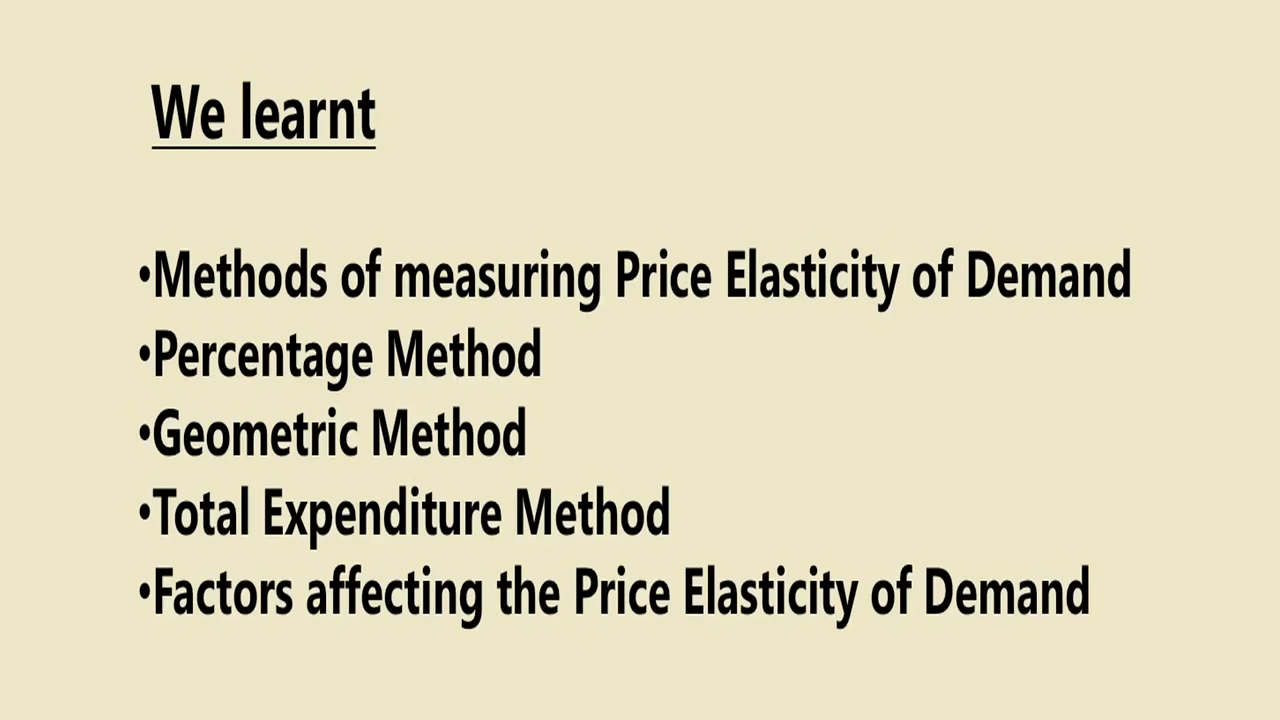 We learnt
•Methods of measuring Price Elasticity of Demand
•Percentage Method
•Geometric Method
•Total Expenditure Method
•Factors affecting the Price Elasticity of Demand